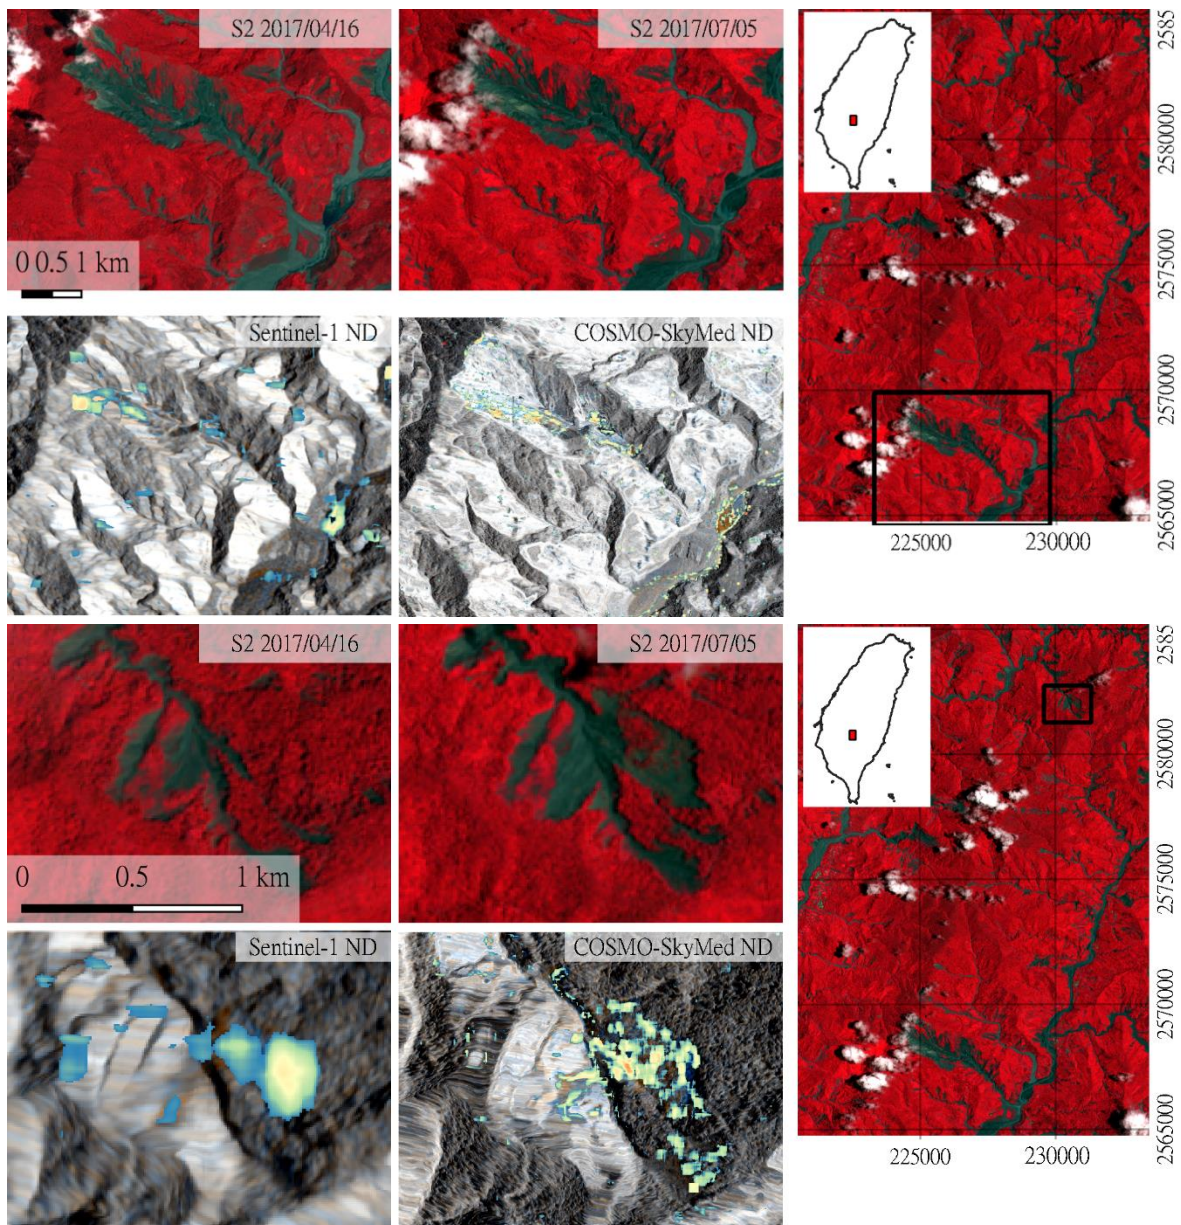 S2 2017/04/16
S2 2017/07/05
0 0.5 1 km
Sentinel-1 ND
COSMO-SkyMed ND
2585
2580000
2575000
2570000
2565000
225000
230000
S2 2017/04/16
S2 2017/07/05
0 0.5 1 km
Sentinel-1 ND
COSMO-SkyMed ND
2585
2580000
2575000
2570000
2565000
225000
230000